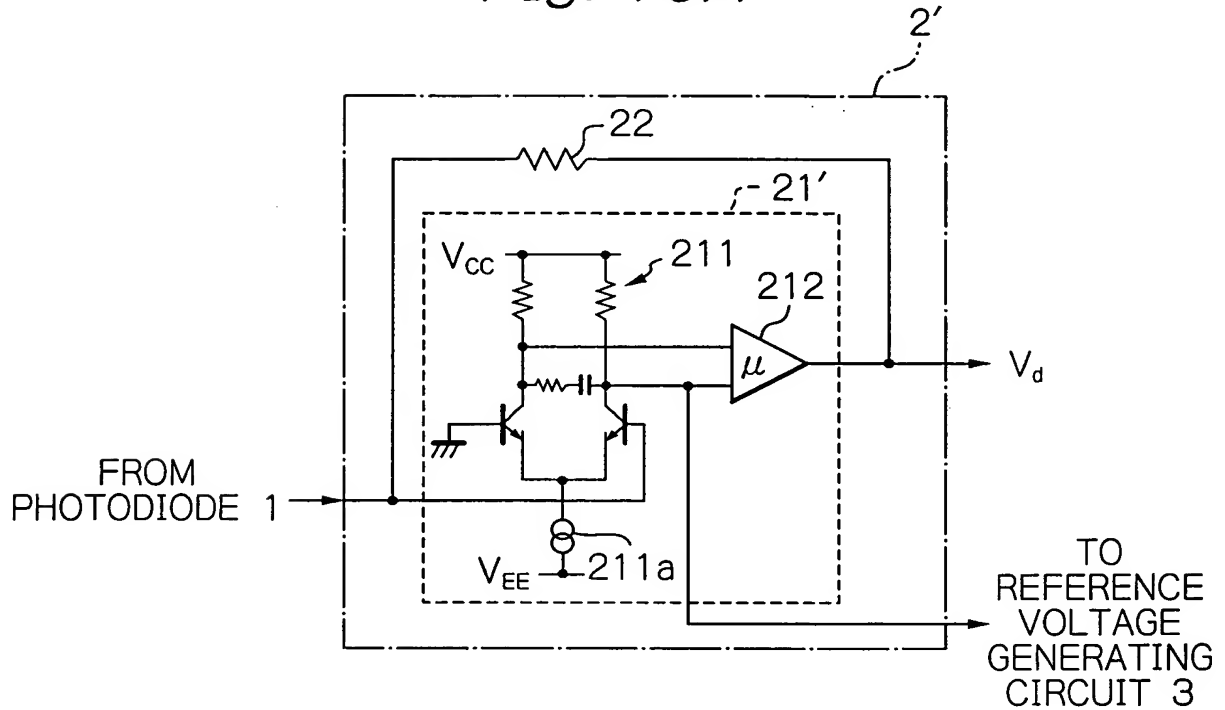 2′
22
21′
VCC
211
212
μ
Vd
FROM
PHOTODIODE 1
VEE
211a
TO
REFERENCE
VOLTAGE
GENERATING
CIRCUIT 3